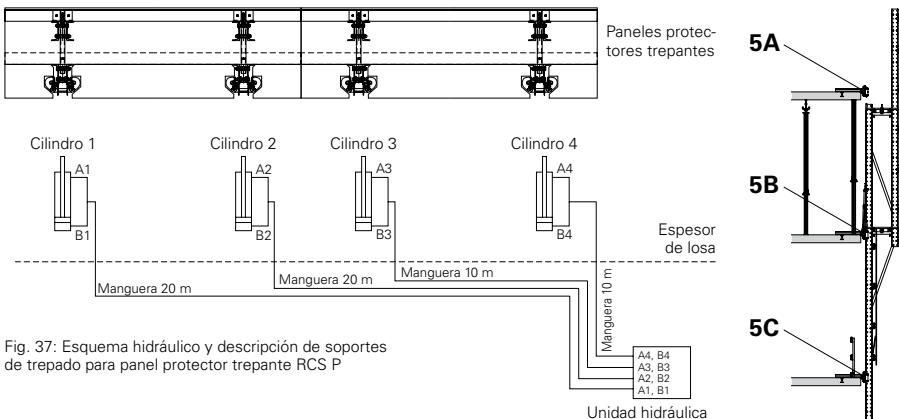 Paneles protec-
tores trepantes
5A
Cilindro 1
Cilindro 2
Cilindro 3
Cilindro 4
A1
A2
A3
A4
5B
B1
B2
B3
B4
Espesor
de losa
Manguera 20 m
Manguera 20 m
Manguera 10 m
Manguera 10 m
5C
Fig. 37: Esquema hidráulico y descripción de soportes
de trepado para panel protector trepante RCS P
A4, B4
A3, B3
A2, B2
A1, B1
Unidad hidráulica